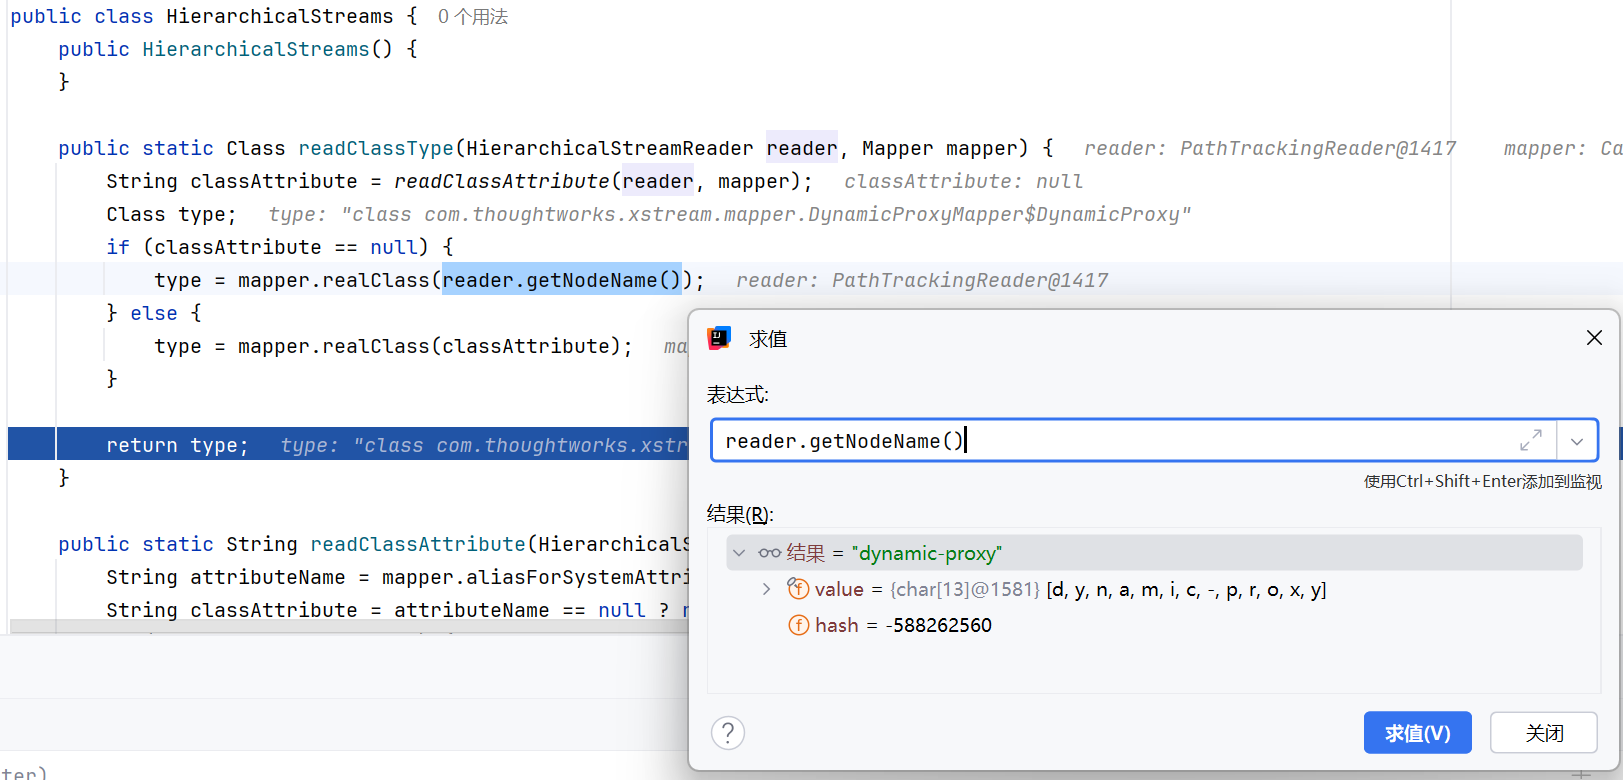 public class HierarchicalStreams {   0 个用法
    public HierarchicalStreams() {
    }
    public static Class readClassType(HierarchicalStreamReader reader, Mapper mapper) {   reader: PathTrackingReader@1417    mapper: Ca
        String classAttribute = readClassAttribute(reader, mapper);   classAttribute: null
        Class type;   type: "class com.thoughtworks.xstream.mapper.DynamicProxyMapper$DynamicProxy"
        if (classAttribute == null) {
            type = mapper.realClass(reader.getNodeName());   reader: PathTrackingReader@1417
        } else {
            type = mapper.realClass(classAttribute);   ma
        }
        return type;   type: "class com.thoughtworks.xstr
    }
    public static String readClassAttribute(HierarchicalS
        String attributeName = mapper.aliasForSystemAttri
        String classAttribute = attributeName == null ? n
ter)
求值
表达式:
reader.getNodeName()
使用Ctrl+Shift+Enter添加到监视
结果(R):
结果 = "dynamic-proxy"
value = {char[13]@1581} [d, y, n, a, m, i, c, -, p, r, o, x, y]
hash = -588262560
? 求值(V) 关闭